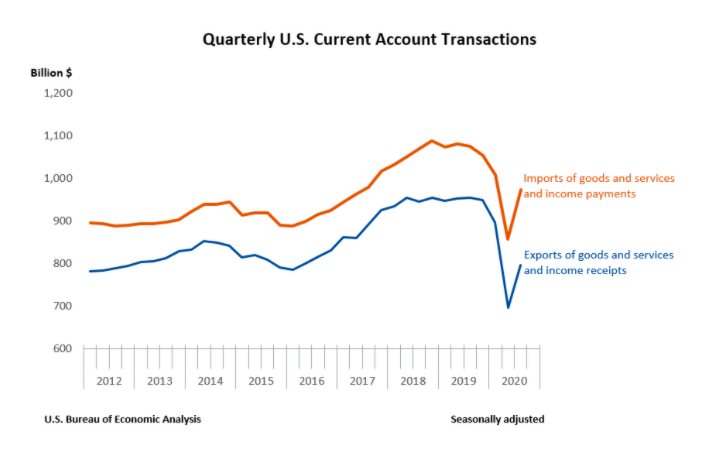 Quarterly U.S. Current Account Transactions
Billion $
1,200
1,100
1,000
900
800
700
600
Imports of goods and services
and income payments
Exports of goods and services
and income receipts
2012 2013 2014 2015 2016 2017 2018 2019 2020
U.S. Bureau of Economic Analysis
Seasonally adjusted